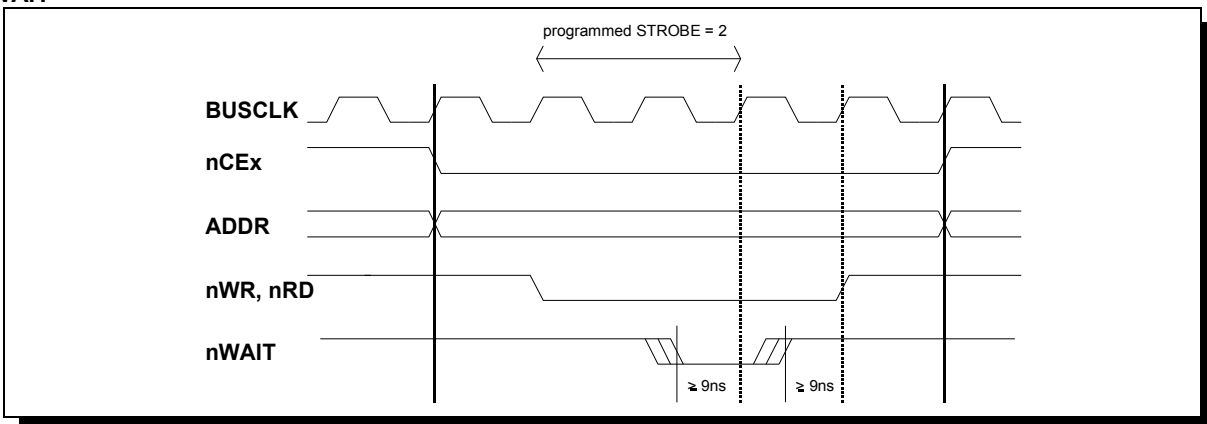 programmed STROBE = 2
BUSCLK
nCEx
ADDR
nWR, nRD
nWAIT
≥ 9ns ≥ 9ns